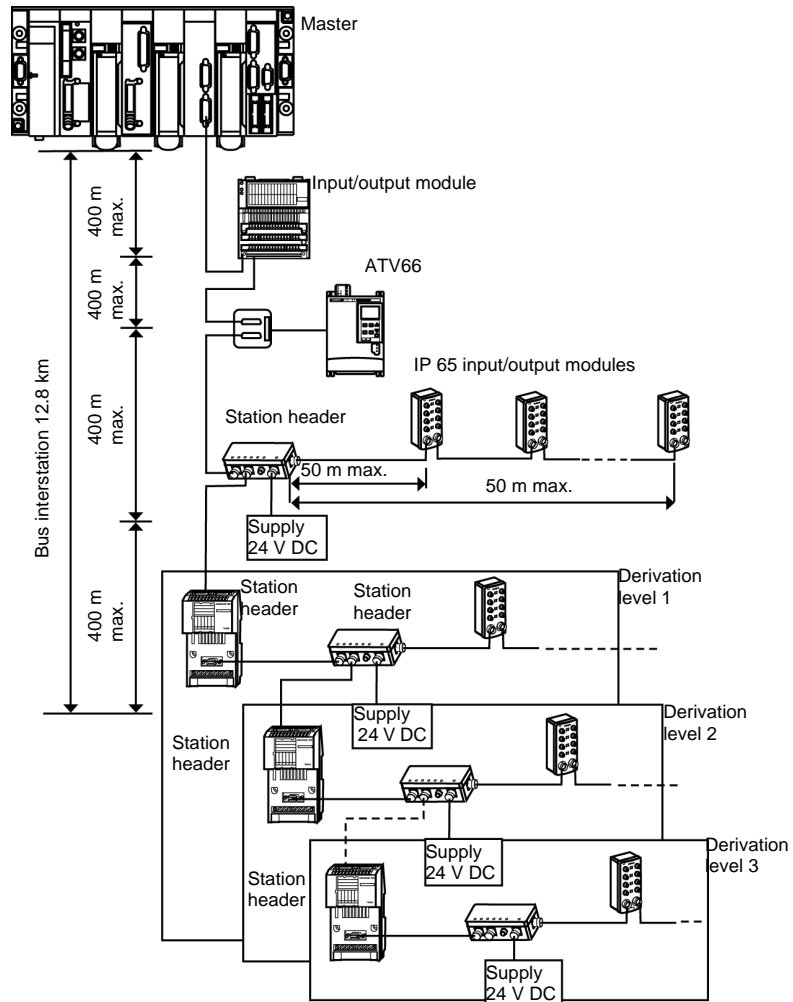 Master
Input/output module
400 m
max.
400 m
max.
ATV66
IP 65 input/output modules
Bus interstation 12.8 km
400 m
max.
Station header
50 m max.
50 m max.
Supply
24 V DC
400 m
max.
Station
header
Station
header
Derivation
level 1
Station
header
Supply
24 V DC
Derivation
level 2
Station
header
Supply
24 V DC
Derivation
level 3
Supply
24 V DC